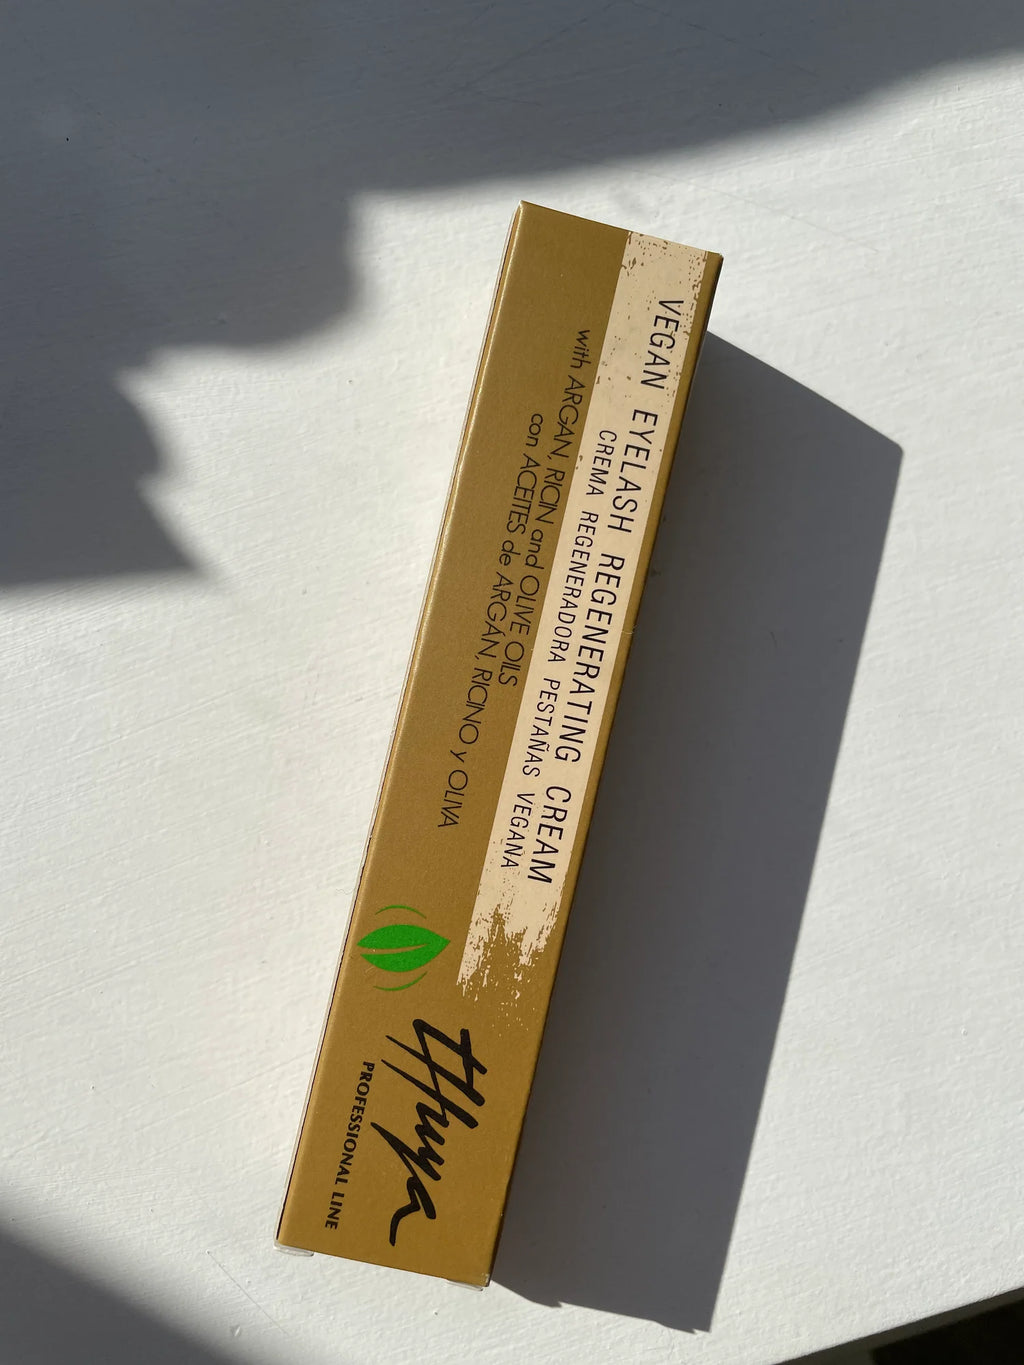 VEGAN EYELASH REGENERATING CREAM
CREMA REGENERADORA PESTAÑAS VEGANA
with ARGAN, RICIN and OLIVE OILS
con ACEITES de ARGÁN, RICINO y OLIVA
thuya
PROFESSIONAL LINE